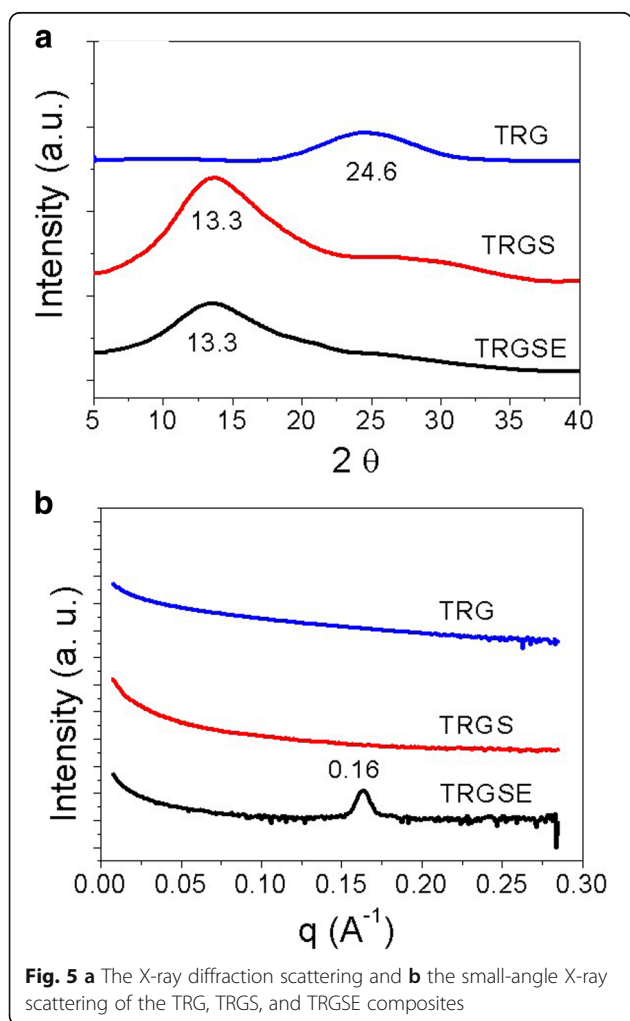 a
Intensity (a.u.)
TRG
24.6
TRGS
13.3
TRGSE
13.3
5 10 15 20 25 30 35 40
2 θ
b
Intensity (a. u.)
TRG
TRGS
0.16
TRGSE
0.00 0.05 0.10 0.15 0.20 0.25 0.30
q (A⁻¹)
Fig. 5 a The X-ray diffraction scattering and b the small-angle X-ray
scattering of the TRG, TRGS, and TRGSE composites